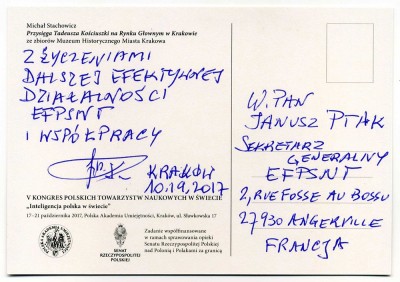 Michał Stachowicz
Przysięga Tadeusza Kościuszki na Rynku Głownym w Krakowie
ze zbiorów Muzeum Historycznego Miasta Krakowa
Z ŻYCZENIAMI
DALSZEJ EFEKTYWNEJ
DZIAŁALNOŚCI
EFPSNT
I WSPÓŁPRACY
KRAKÓW
10.19.2017
V KONGRES POLSKICH TOWARZYSTW NAUKOWYCH W ŚWIECIE
„Inteligencja polska w świecie”
17–21 października 2017, Polska Akademia Umiejętności, Kraków, ul. Sławkowska 17
SENAT
RZECZYPOSPOLITEJ
POLSKIEJ
Zadanie współfinansowane
w ramach sprawowania opieki
Senatu Rzeczypospolitej Polskiej
nad Polonią i Polakami za granicą
W. PAN
JANUSZ PTAK
SEKRETARZ
GENERALNY
EFPSNT
2, RUE FOSSE AU BOSSU
27930 ANGERVILLE
FRANCJA